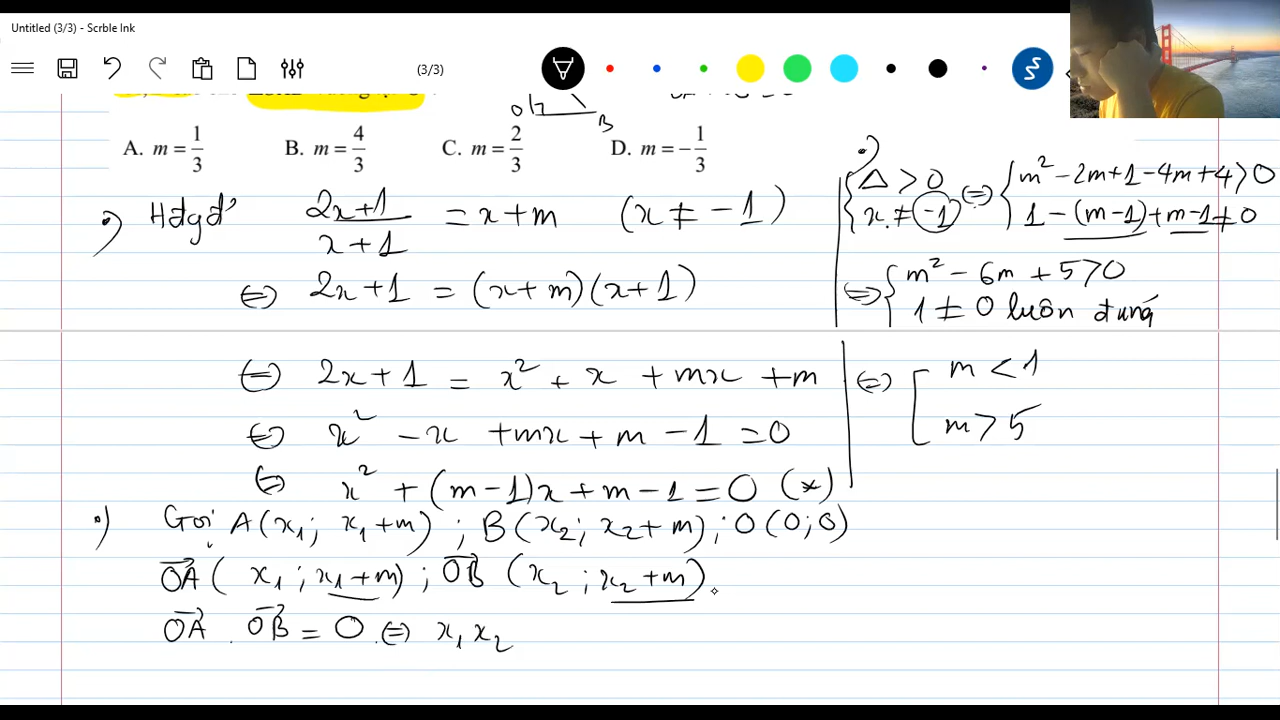 Untitled (3/3) - Scrble Ink
(3/3)
O B
A. m = 1/3 B. m = 4/3 C. m = 2/3 D. m = -1/3
•) Hđgđ' (2x+1)/(x+1) = x+m (x ≠ -1)
⇔ 2x+1 = (x+m)(x+1)
⇔ 2x+1 = x² + x + mx + m
⇔ x² - x + mx + m - 1 = 0
⇔ x² + (m-1)x + m - 1 = 0 (*)
•) { Δ > 0 ⇔ { m² - 2m + 1 - 4m + 4 > 0
x ≠ -1 1 - (m-1) + m-1 ≠ 0
⇔ { m² - 6m + 5 > 0
1 ≠ 0 luôn đúng
⇔ [ m < 1
m > 5
•) Gọi A(x₁; x₁+m) ; B(x₂; x₂+m) ; O(0;0)
OA⃗ (x₁ ; x₁+m) ; OB⃗ (x₂ ; x₂+m).
OA⃗ . OB⃗ = 0 ⇔ x₁x₂